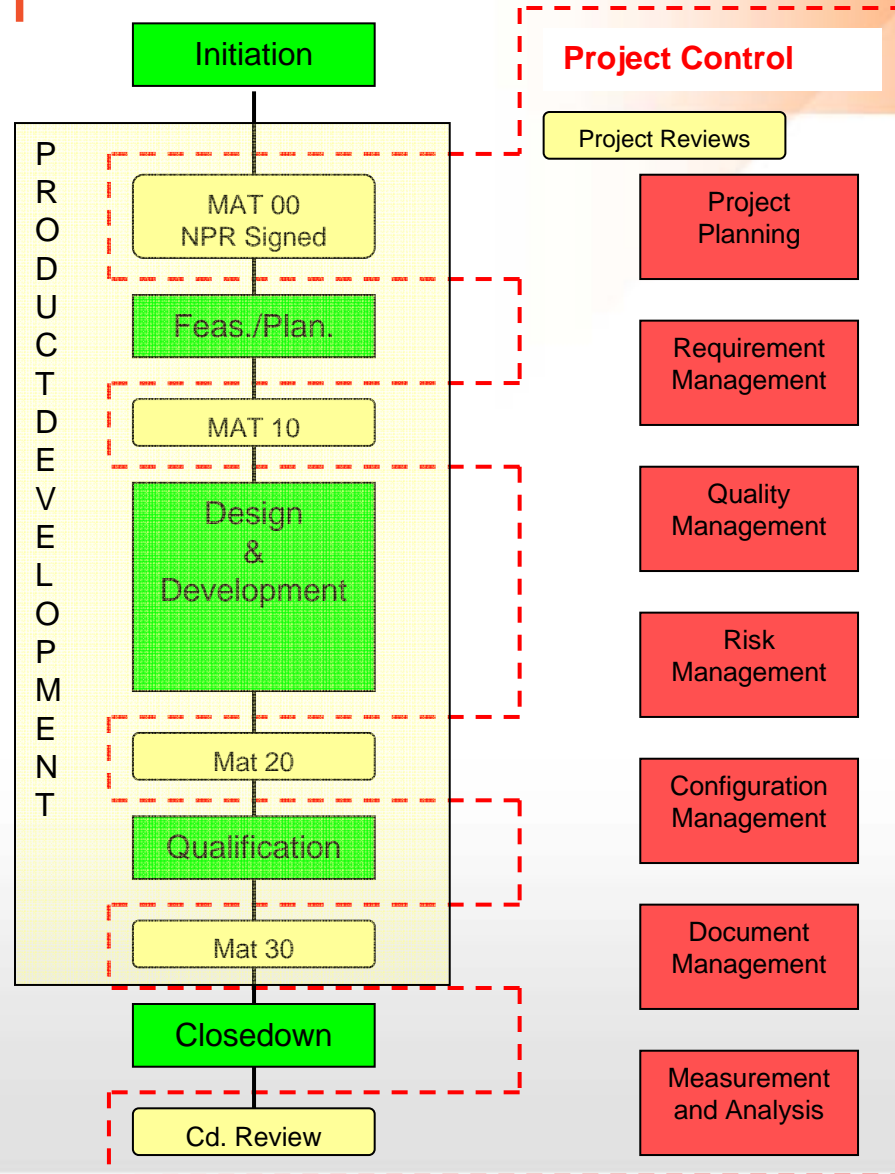 Initiation
Project Control
Project Reviews
PRODUCTDEVELOPMENT
MAT 00
NPR Signed
Feas./Plan.
MAT 10
Design
&
Development
Mat 20
Qualification
Mat 30
Closedown
Cd. Review
Project
Planning
Requirement
Management
Quality
Management
Risk
Management
Configuration
Management
Document
Management
Measurement
and Analysis